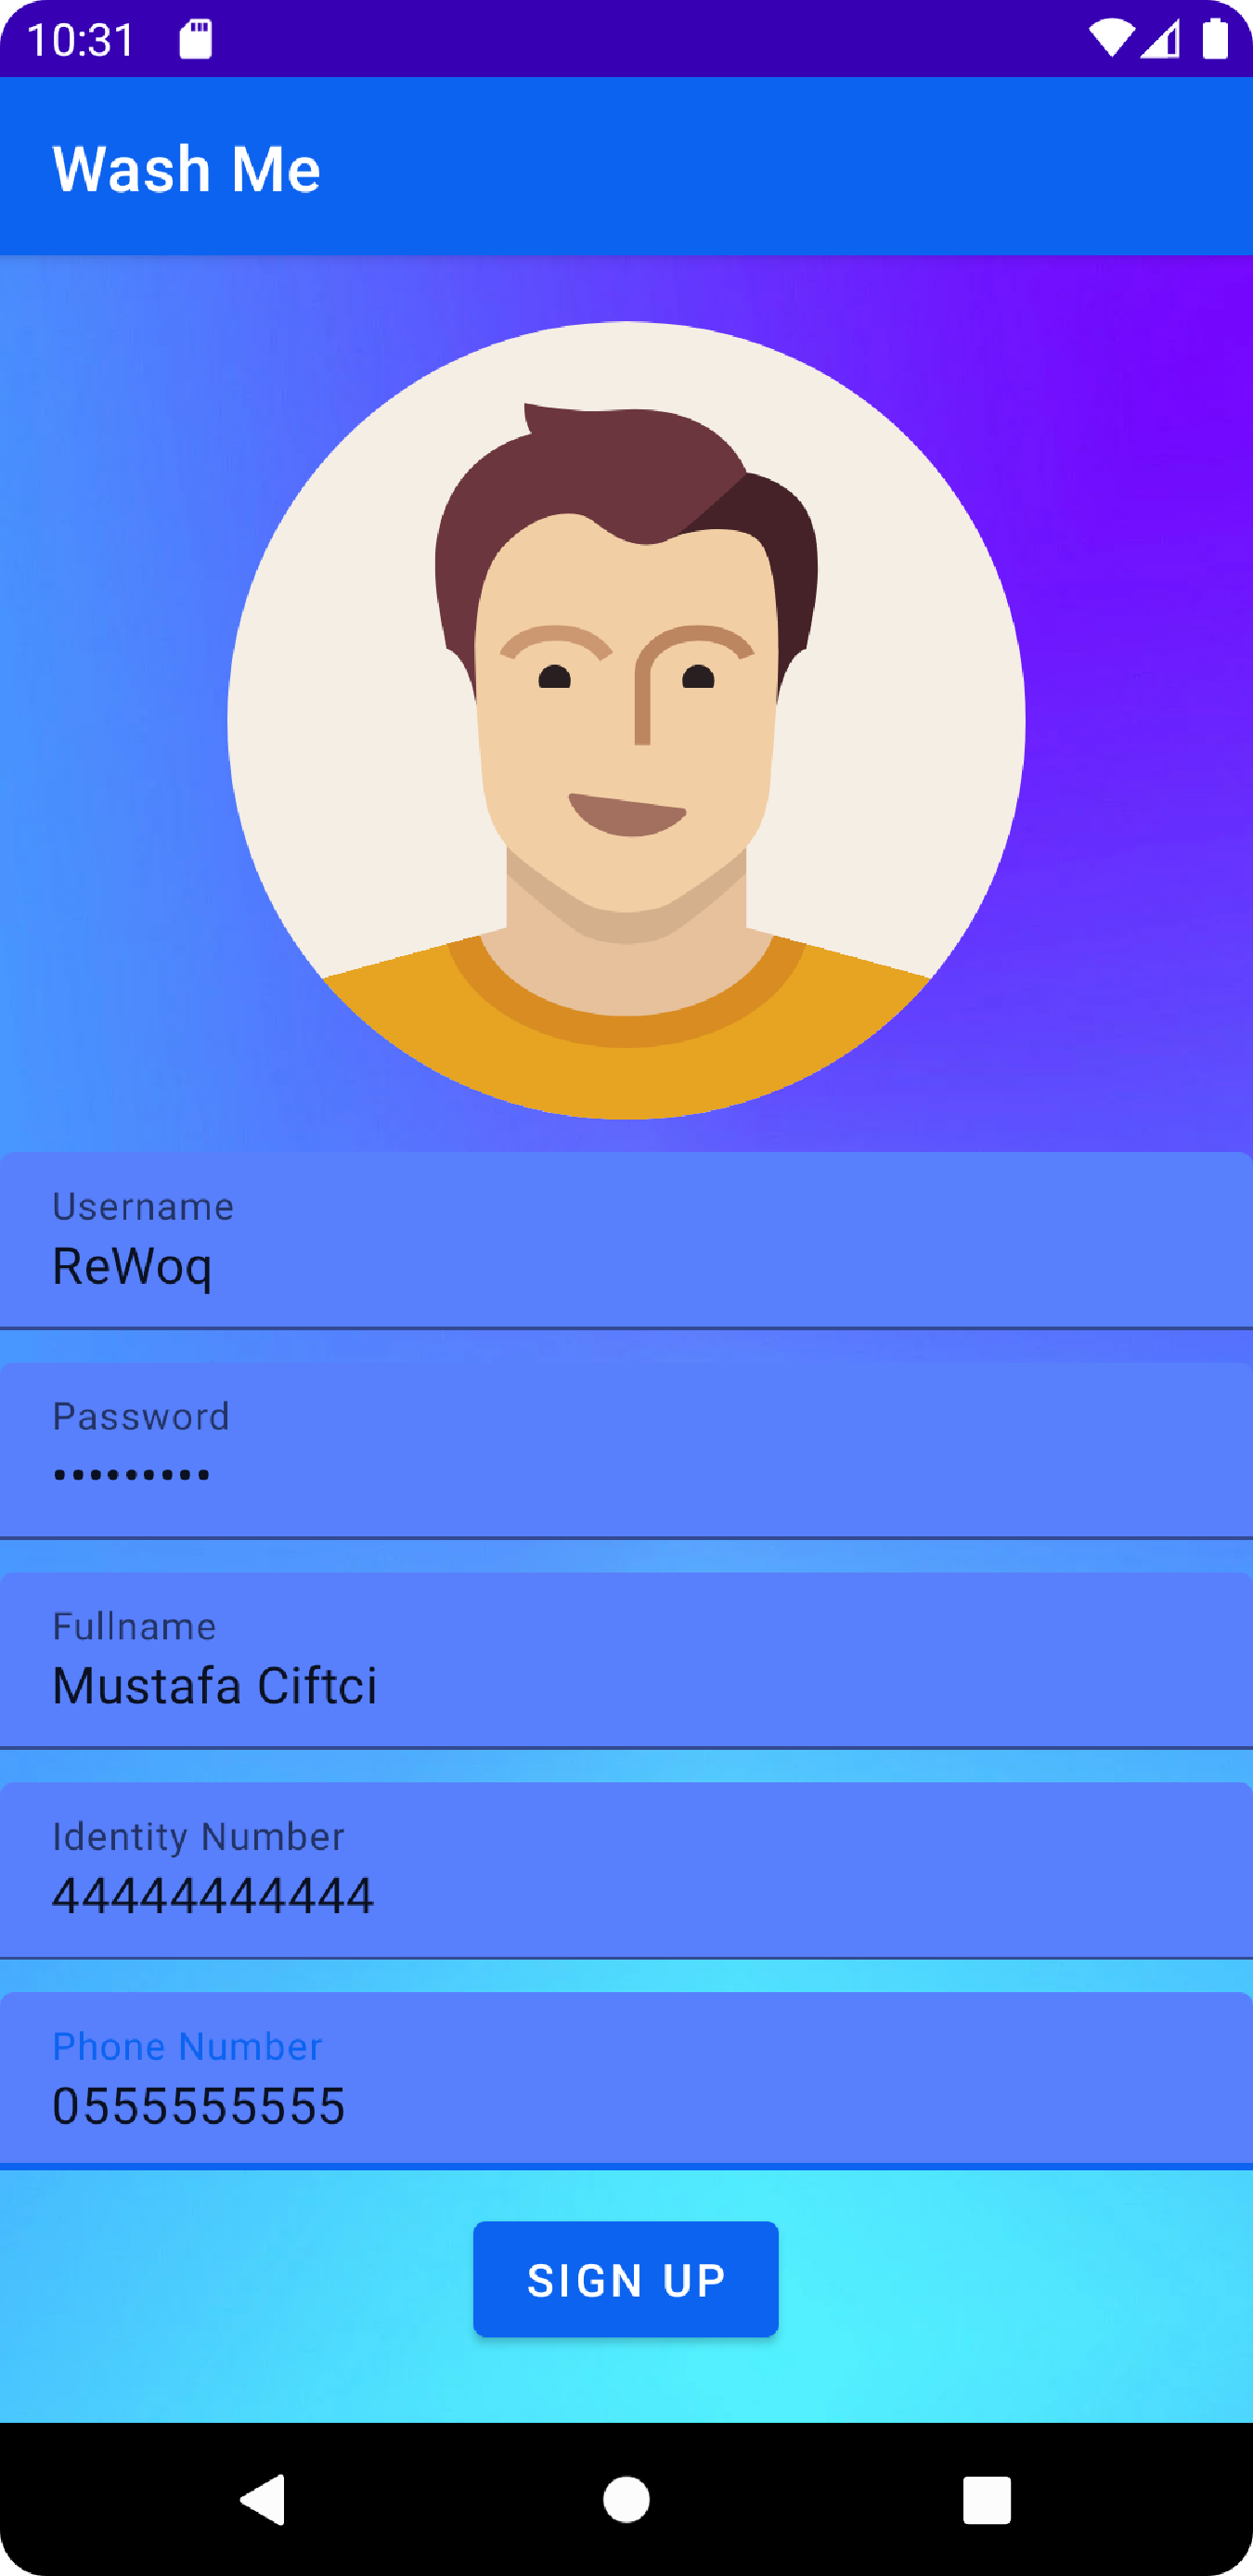 10:31
Wash Me
Username
ReWoq
Password
•••••••••
Fullname
Mustafa Ciftci
Identity Number
44444444444
Phone Number
0555555555
SIGN UP